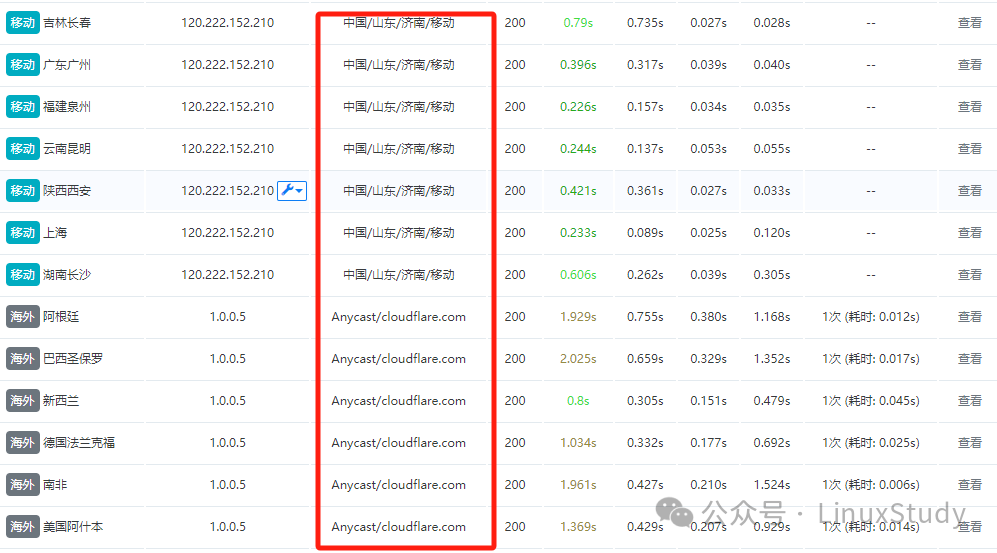 移动 吉林长春 120.222.152.210 中国/山东/济南/移动 200 0.79s 0.735s 0.027s 0.028s -- 查看
移动 广东广州 120.222.152.210 中国/山东/济南/移动 200 0.396s 0.317s 0.039s 0.040s -- 查看
移动 福建泉州 120.222.152.210 中国/山东/济南/移动 200 0.226s 0.157s 0.034s 0.035s -- 查看
移动 云南昆明 120.222.152.210 中国/山东/济南/移动 200 0.244s 0.137s 0.053s 0.055s -- 查看
移动 陕西西安 120.222.152.210 中国/山东/济南/移动 200 0.421s 0.361s 0.027s 0.033s -- 查看
移动 上海 120.222.152.210 中国/山东/济南/移动 200 0.233s 0.089s 0.025s 0.120s -- 查看
移动 湖南长沙 120.222.152.210 中国/山东/济南/移动 200 0.606s 0.262s 0.039s 0.305s -- 查看
海外 阿根廷 1.0.0.5 Anycast/cloudflare.com 200 1.929s 0.755s 0.380s 1.168s 1次 (耗时: 0.012s) 查看
海外 巴西圣保罗 1.0.0.5 Anycast/cloudflare.com 200 2.025s 0.659s 0.329s 1.352s 1次 (耗时: 0.017s) 查看
海外 新西兰 1.0.0.5 Anycast/cloudflare.com 200 0.8s 0.305s 0.151s 0.479s 1次 (耗时: 0.045s) 查看
海外 德国法兰克福 1.0.0.5 Anycast/cloudflare.com 200 1.034s 0.332s 0.177s 0.692s 1次 (耗时: 0.025s) 查看
海外 南非 1.0.0.5 Anycast/cloudflare.com 200 1.961s 0.427s 0.210s 1.524s 1次 (耗时: 0.006s) 查看
海外 美国阿什本 1.0.0.5 Anycast/cloudflare.com 200 1.369s 0.429s 0.207s 0.929s 1次 (耗时: 0.014s) 查看
公众号 · LinuxStudy